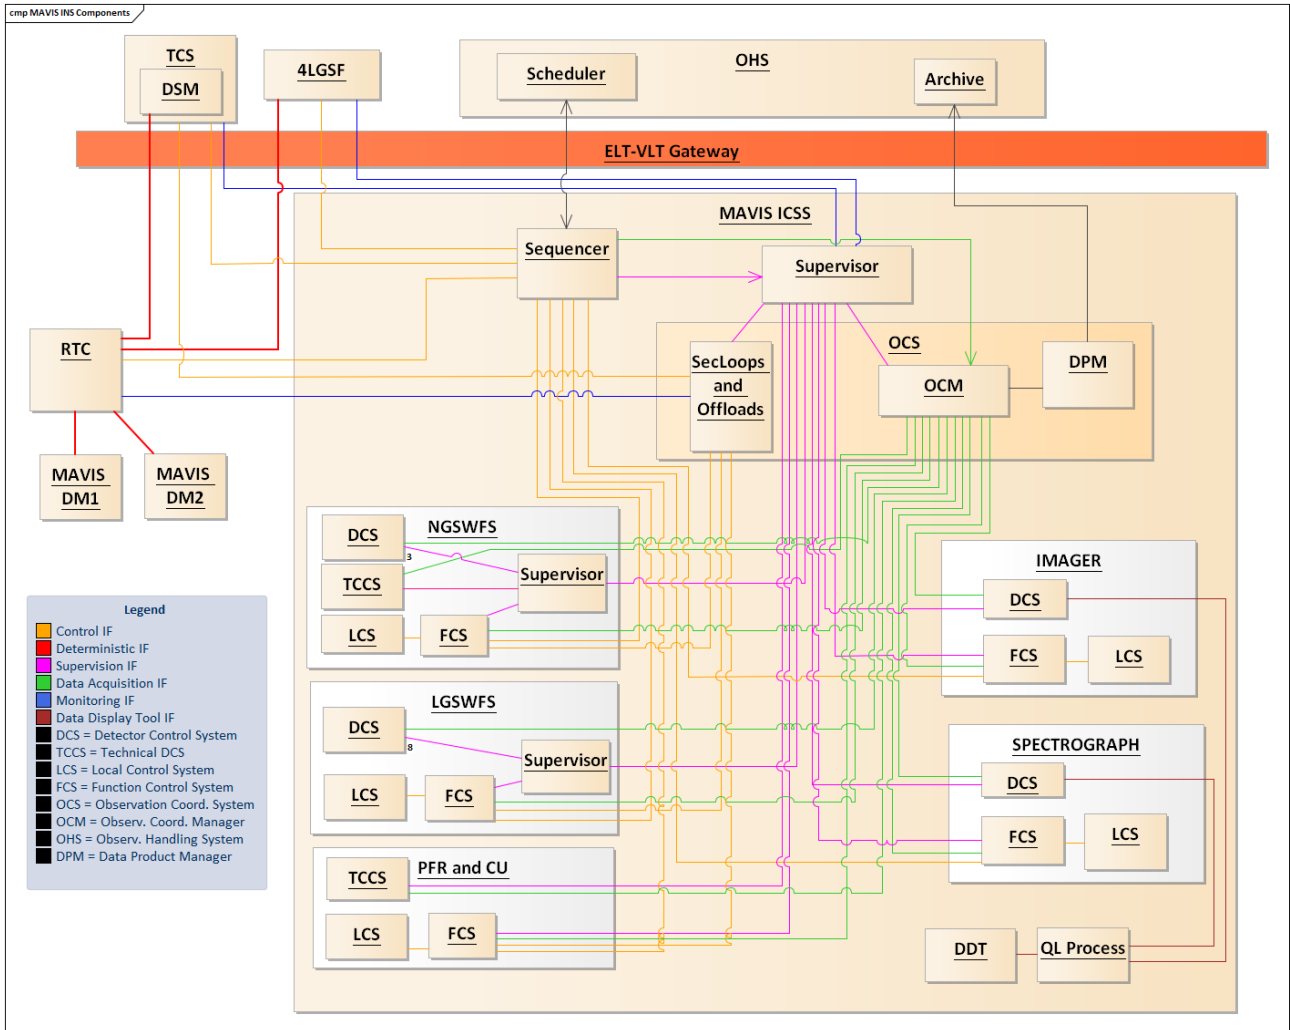 cmp MAVIS INS Components
TCS
DSM
4LGSF
OHS
Scheduler
Archive
ELT-VLT Gateway
MAVIS ICSS
Sequencer
Supervisor
RTC
OCS
SecLoops
and
Offloads
OCM
DPM
MAVIS
DM1
MAVIS
DM2
NGSWFS
DCS
3
TCCS
Supervisor
LCS
FCS
IMAGER
DCS
FCS
LCS
Legend
Control IF
Deterministic IF
Supervision IF
Data Acquisition IF
Monitoring IF
Data Display Tool IF
DCS = Detector Control System
TCCS = Technical DCS
LCS = Local Control System
FCS = Function Control System
OCS = Observation Coord. System
OCM = Observ. Coord. Manager
OHS = Observ. Handling System
DPM = Data Product Manager
LGSWFS
DCS
8
Supervisor
LCS
FCS
SPECTROGRAPH
DCS
FCS
LCS
PFR and CU
TCCS
LCS
FCS
DDT
QL Process